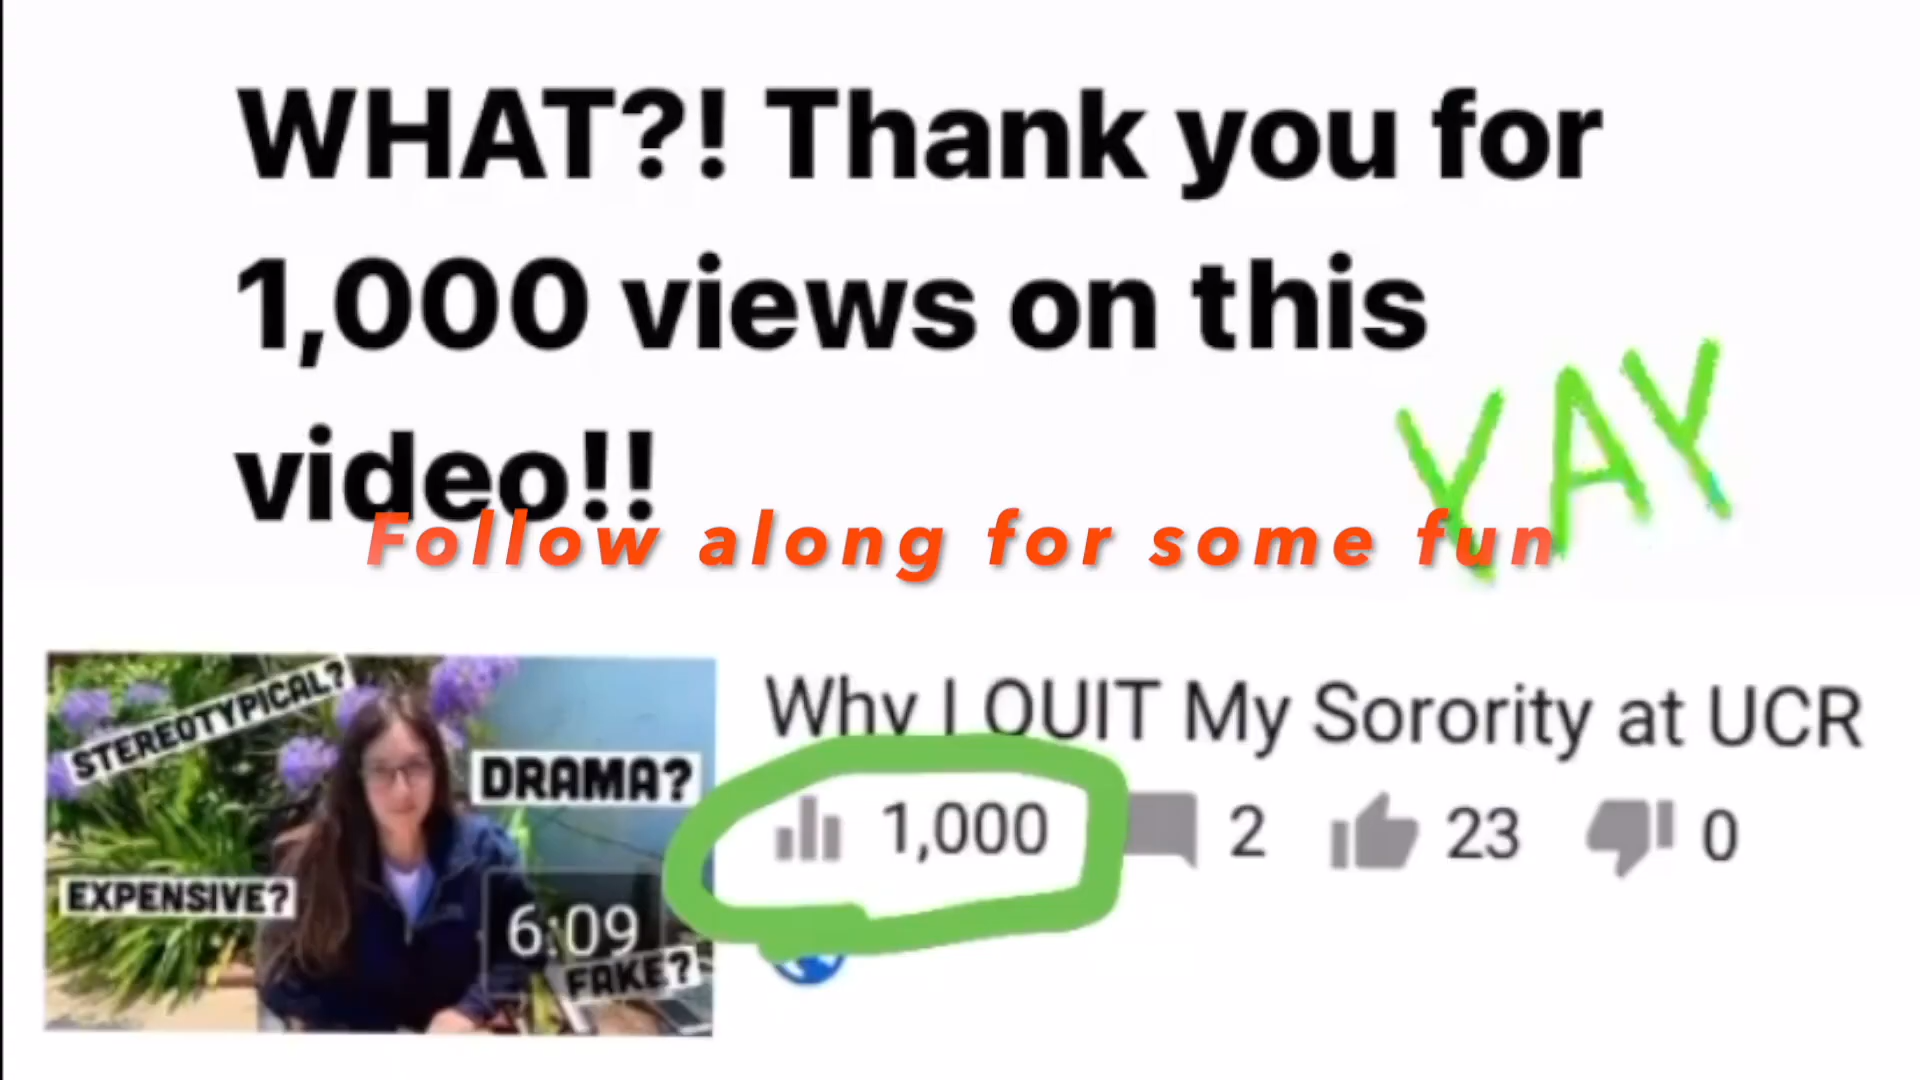 WHAT?! Thank you for
1,000 views on this
video!!
YAY
Follow along for some fun
STEREOTYPICAL?
DRAMA?
EXPENSIVE?
6:09
FAKE?
Why I QUIT My Sorority at UCR
1,000 2 23 0